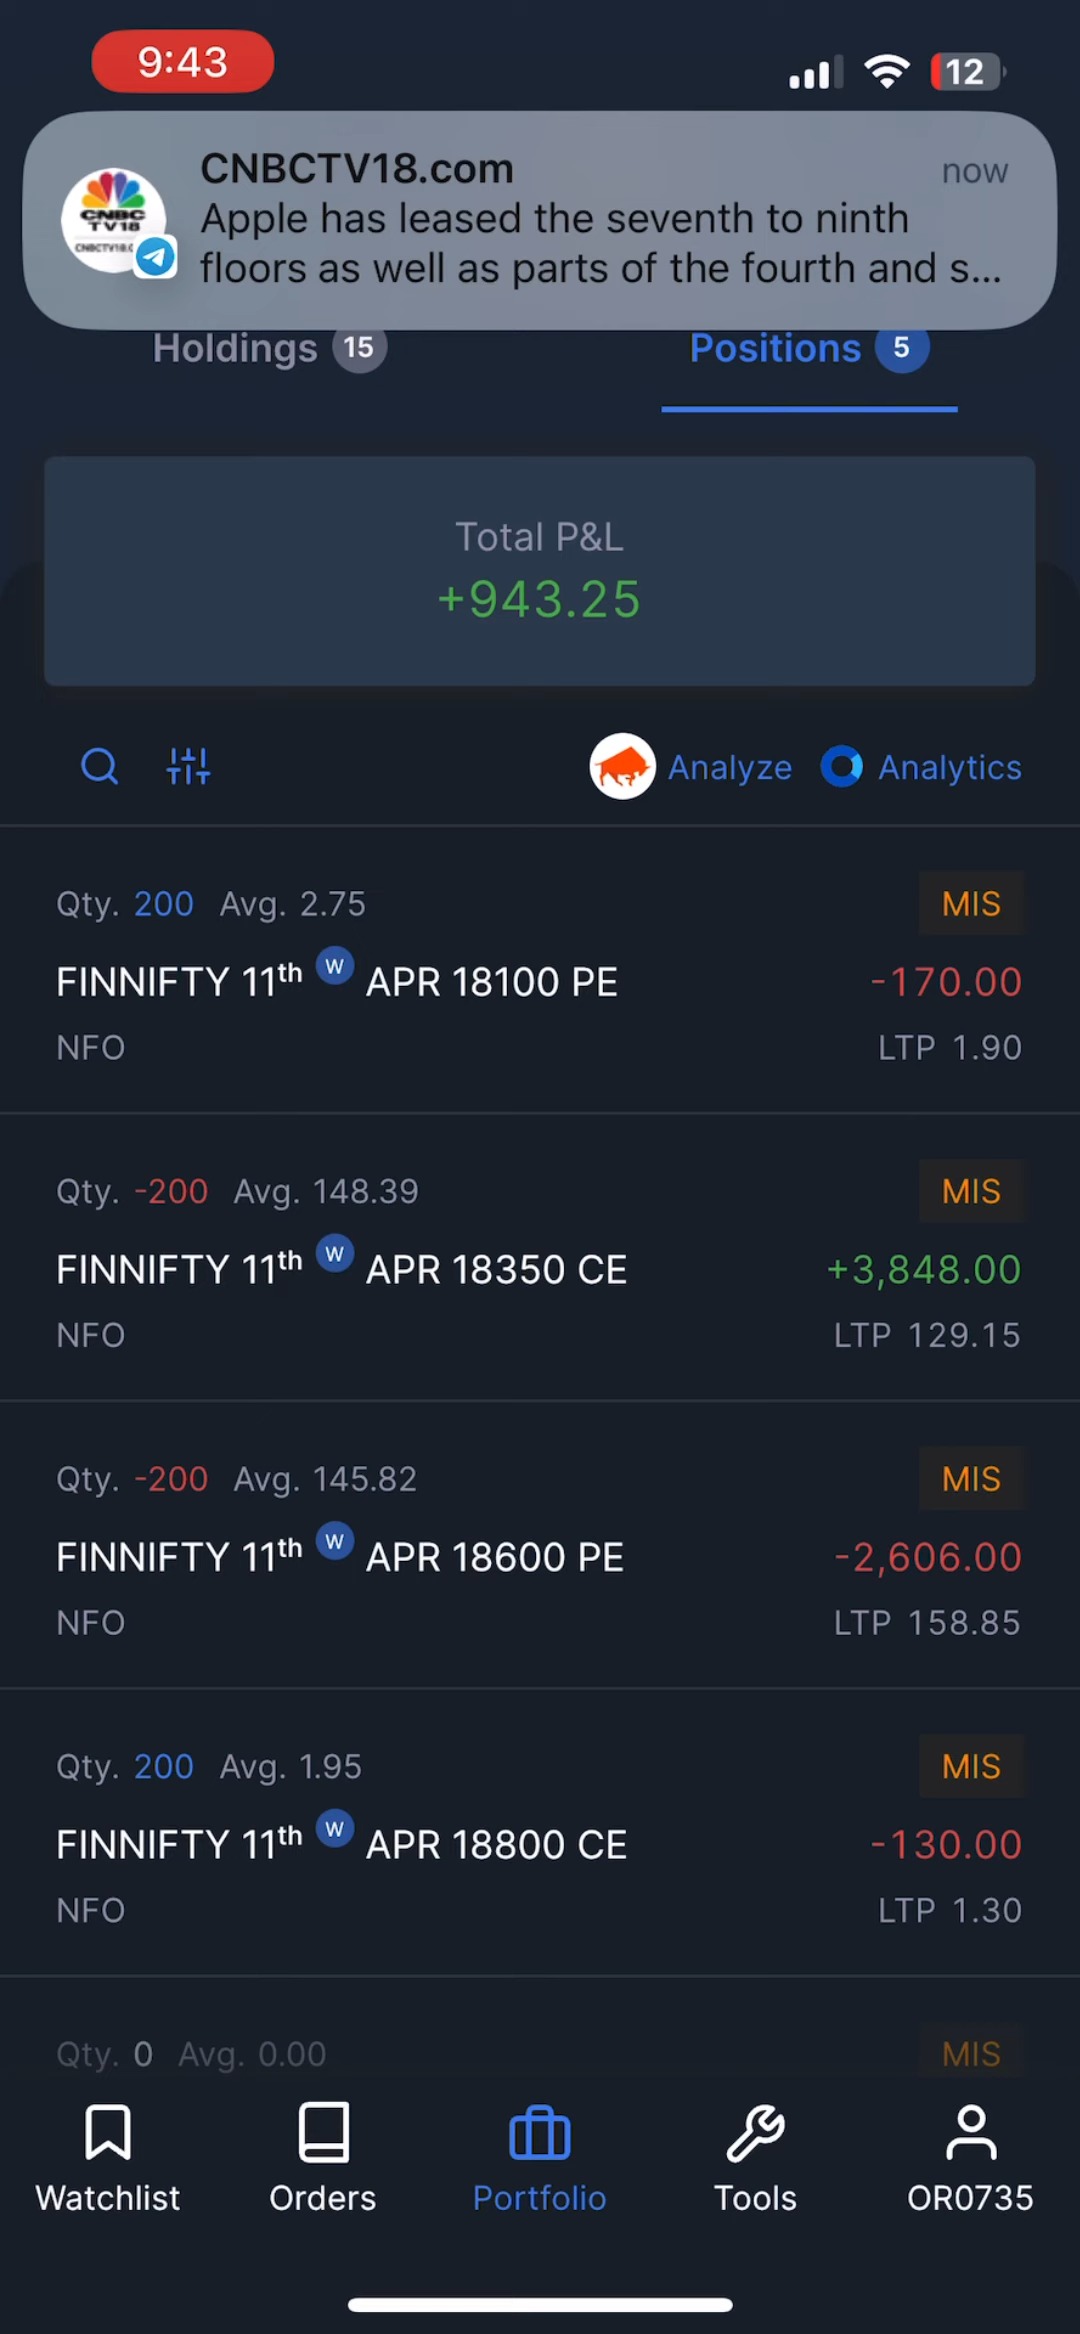 9:43
12
CNBCTV18.com
now
CNBC
TV18
Apple has leased the seventh to ninth
floors as well as parts of the fourth and s...
Holdings 15
Positions 5
Total P&L
+943.25
Analyze
Analytics
Qty. 200 Avg. 2.75
MIS
FINNIFTY 11th W APR 18100 PE
-170.00
NFO
LTP 1.90
Qty. -200 Avg. 148.39
MIS
FINNIFTY 11th W APR 18350 CE
+3,848.00
NFO
LTP 129.15
Qty. -200 Avg. 145.82
MIS
FINNIFTY 11th W APR 18600 PE
-2,606.00
NFO
LTP 158.85
Qty. 200 Avg. 1.95
MIS
FINNIFTY 11th W APR 18800 CE
-130.00
NFO
LTP 1.30
Qty. 0 Avg. 0.00
MIS
Watchlist
Orders
Portfolio
Tools
OR0735